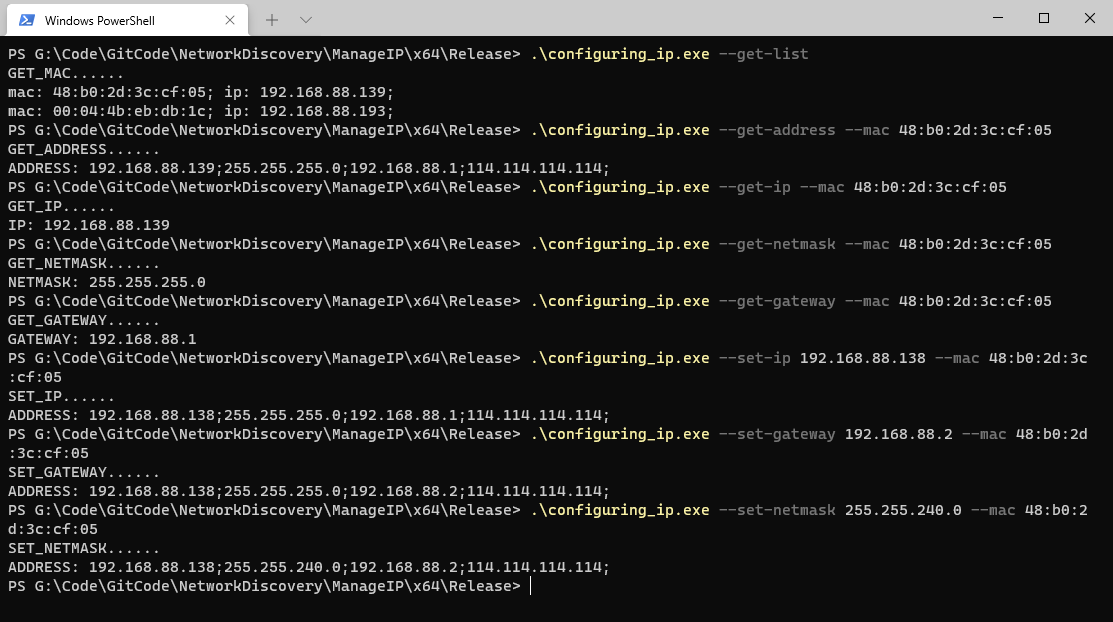 Windows PowerShell
PS G:\Code\GitCode\NetworkDiscovery\ManageIP\x64\Release> .\configuring_ip.exe --get-list
GET_MAC......
mac: 48:b0:2d:3c:cf:05; ip: 192.168.88.139;
mac: 00:04:4b:eb:db:1c; ip: 192.168.88.193;
PS G:\Code\GitCode\NetworkDiscovery\ManageIP\x64\Release> .\configuring_ip.exe --get-address --mac 48:b0:2d:3c:cf:05
GET_ADDRESS......
ADDRESS: 192.168.88.139;255.255.255.0;192.168.88.1;114.114.114.114;
PS G:\Code\GitCode\NetworkDiscovery\ManageIP\x64\Release> .\configuring_ip.exe --get-ip --mac 48:b0:2d:3c:cf:05
GET_IP......
IP: 192.168.88.139
PS G:\Code\GitCode\NetworkDiscovery\ManageIP\x64\Release> .\configuring_ip.exe --get-netmask --mac 48:b0:2d:3c:cf:05
GET_NETMASK......
NETMASK: 255.255.255.0
PS G:\Code\GitCode\NetworkDiscovery\ManageIP\x64\Release> .\configuring_ip.exe --get-gateway --mac 48:b0:2d:3c:cf:05
GET_GATEWAY......
GATEWAY: 192.168.88.1
PS G:\Code\GitCode\NetworkDiscovery\ManageIP\x64\Release> .\configuring_ip.exe --set-ip 192.168.88.138 --mac 48:b0:2d:3c
:cf:05
SET_IP......
ADDRESS: 192.168.88.138;255.255.255.0;192.168.88.1;114.114.114.114;
PS G:\Code\GitCode\NetworkDiscovery\ManageIP\x64\Release> .\configuring_ip.exe --set-gateway 192.168.88.2 --mac 48:b0:2d
:3c:cf:05
SET_GATEWAY......
ADDRESS: 192.168.88.138;255.255.255.0;192.168.88.2;114.114.114.114;
PS G:\Code\GitCode\NetworkDiscovery\ManageIP\x64\Release> .\configuring_ip.exe --set-netmask 255.255.240.0 --mac 48:b0:2
d:3c:cf:05
SET_NETMASK......
ADDRESS: 192.168.88.138;255.255.240.0;192.168.88.2;114.114.114.114;
PS G:\Code\GitCode\NetworkDiscovery\ManageIP\x64\Release>